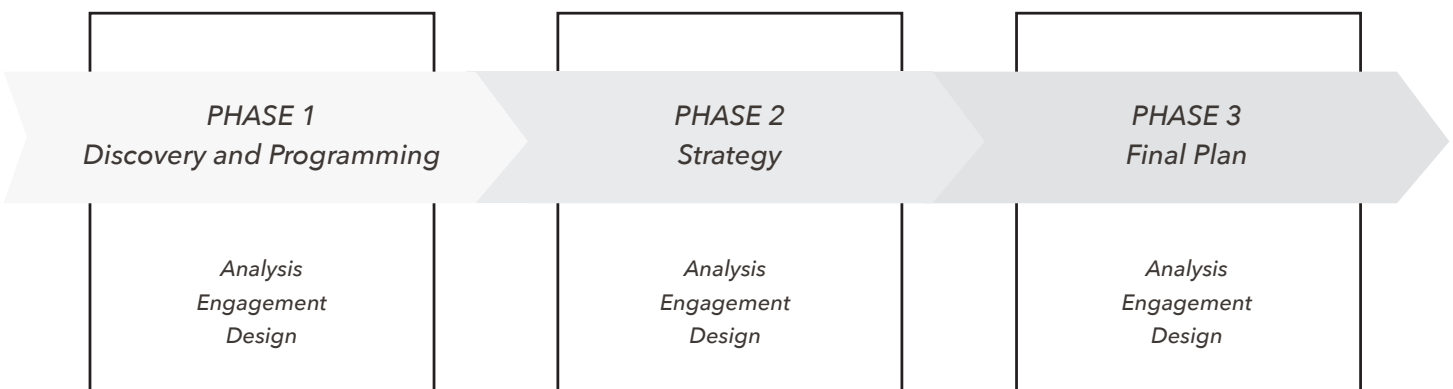 PHASE 1
Discovery and Programming
Analysis
Engagement
Design
PHASE 2
Strategy
Analysis
Engagement
Design
PHASE 3
Final Plan
Analysis
Engagement
Design